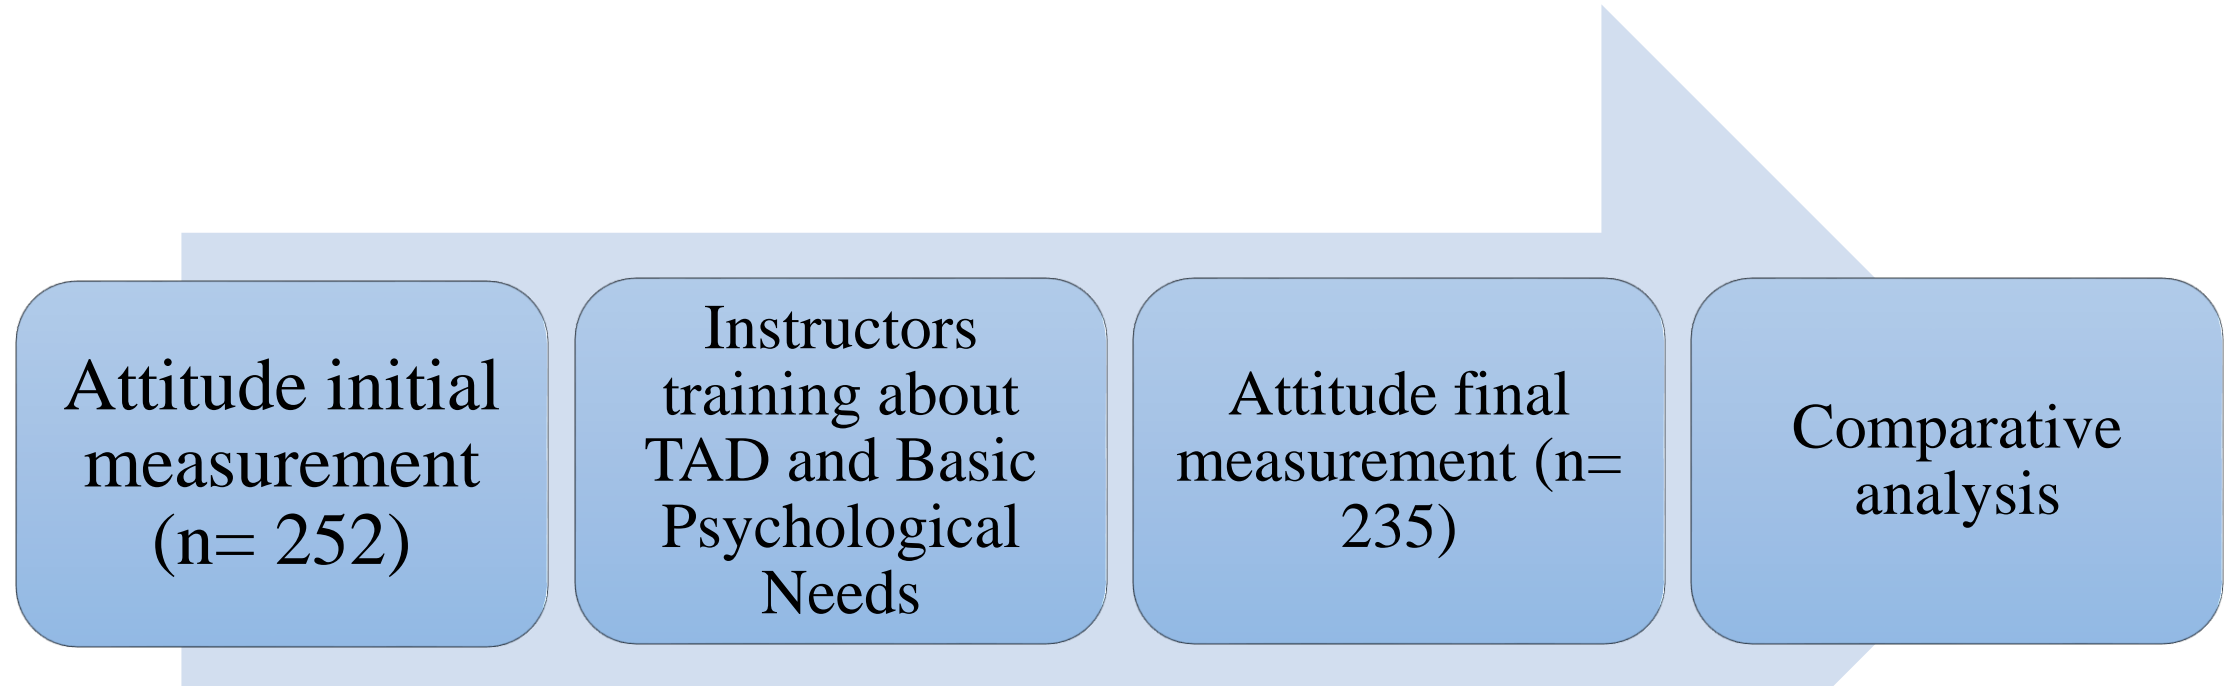 Attitude initial
measurement
(n= 252)
Instructors
training about
TAD and Basic
Psychological
Needs
Attitude final
measurement (n=
235)
Comparative
analysis